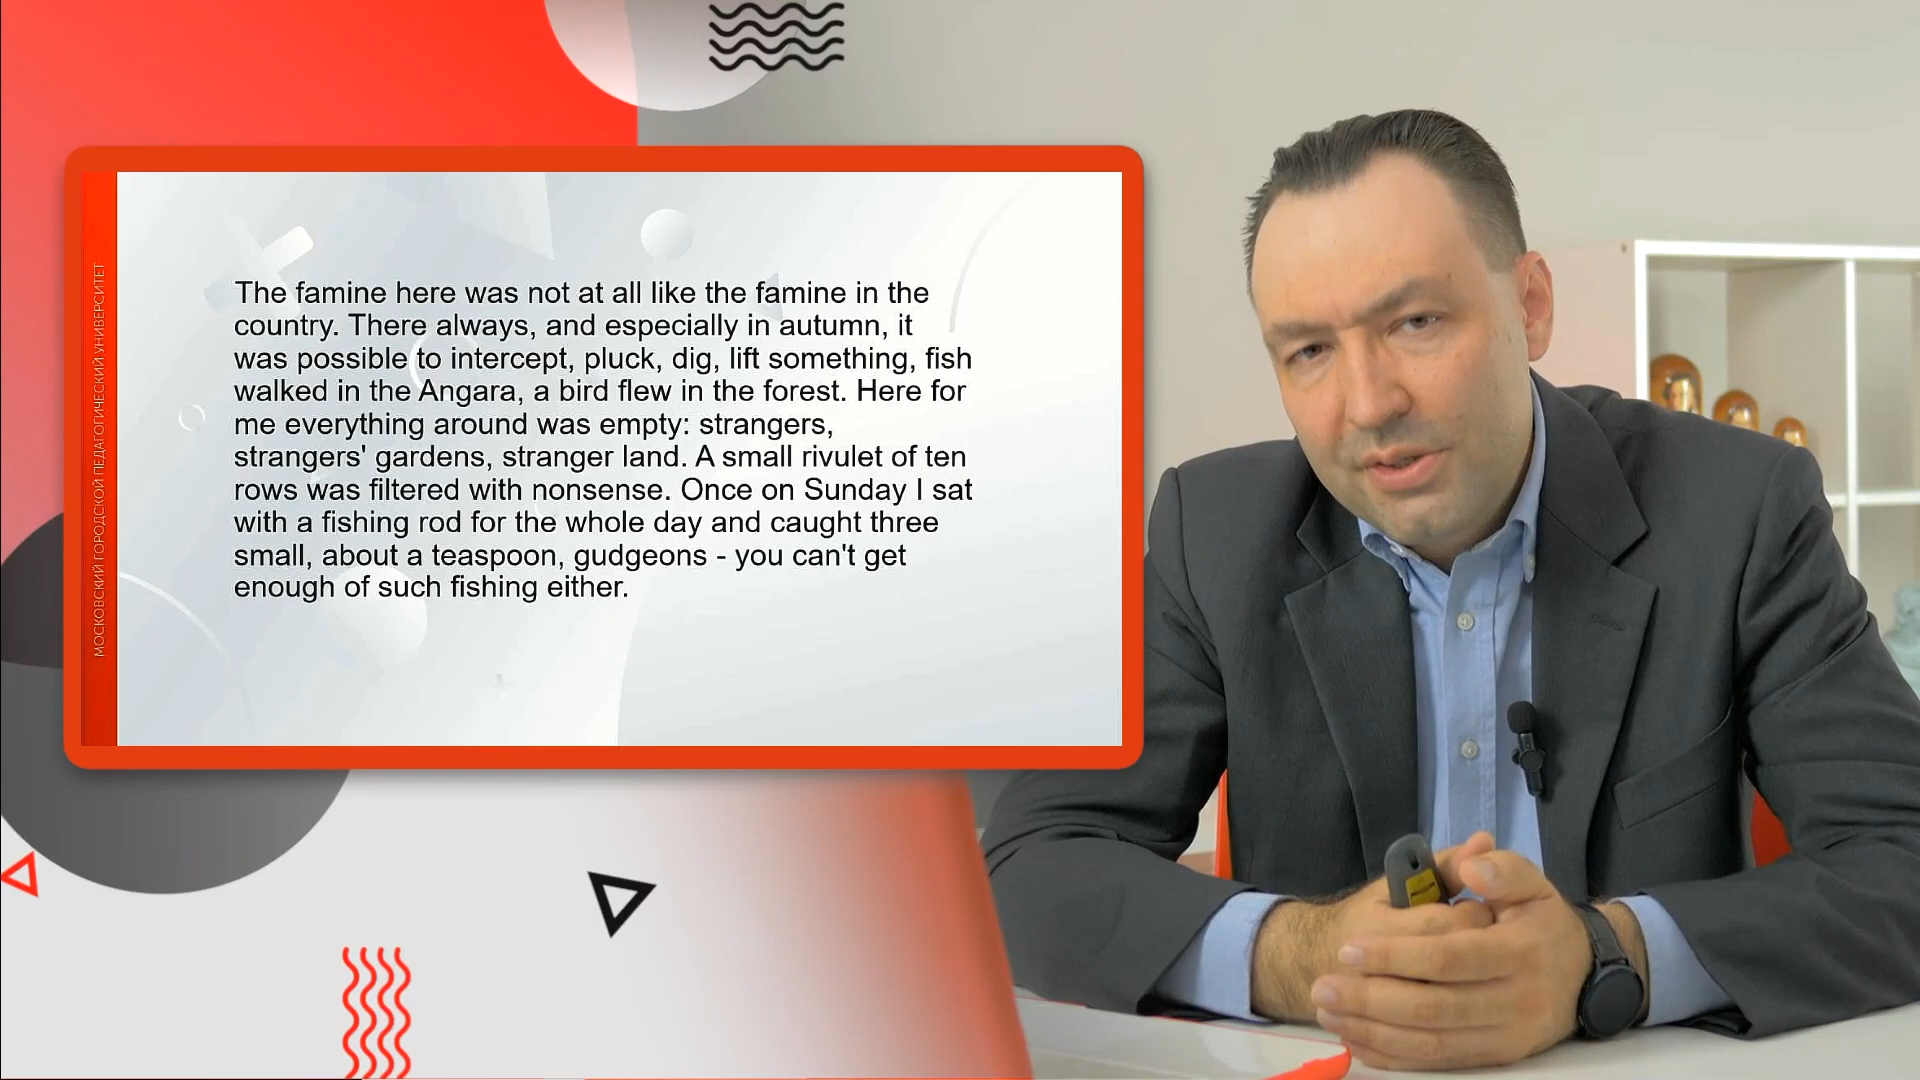 МОСКОВСКИЙ ГОРОДСКОЙ ПЕДАГОГИЧЕСКИЙ УНИВЕРСИТЕТ
The famine here was not at all like the famine in the
country. There always, and especially in autumn, it
was possible to intercept, pluck, dig, lift something, fish
walked in the Angara, a bird flew in the forest. Here for
me everything around was empty: strangers,
strangers' gardens, stranger land. A small rivulet of ten
rows was filtered with nonsense. Once on Sunday I sat
with a fishing rod for the whole day and caught three
small, about a teaspoon, gudgeons - you can't get
enough of such fishing either.